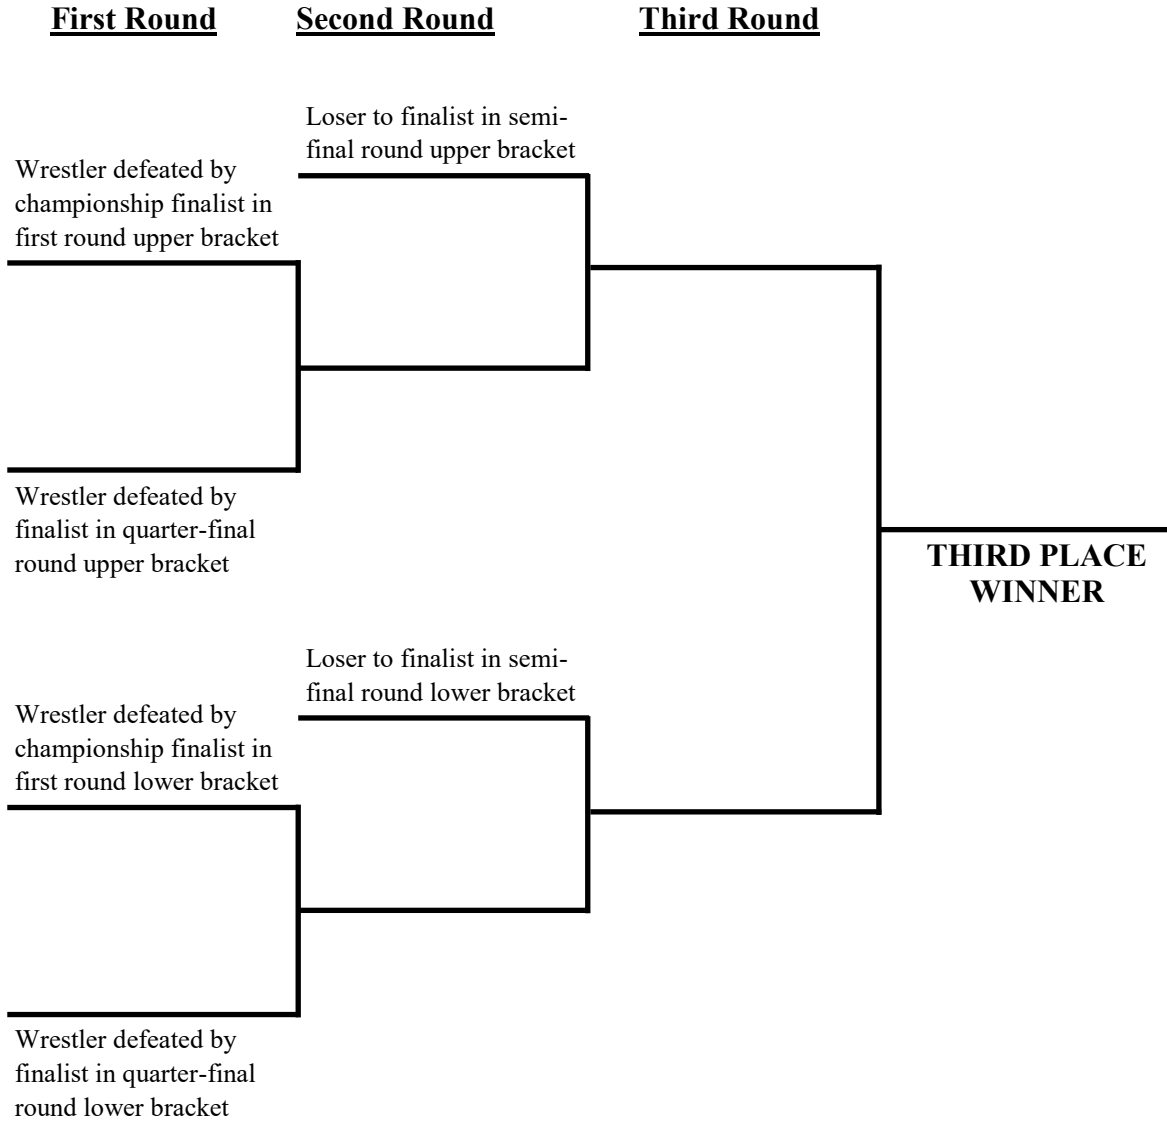 First Round
Second Round
Third Round
Loser to finalist in semi-
final round upper bracket
Wrestler defeated by
championship finalist in
first round upper bracket
Wrestler defeated by
finalist in quarter-final
round upper bracket
THIRD PLACE
WINNER
Loser to finalist in semi-
final round lower bracket
Wrestler defeated by
championship finalist in
first round lower bracket
Wrestler defeated by
finalist in quarter-final
round lower bracket